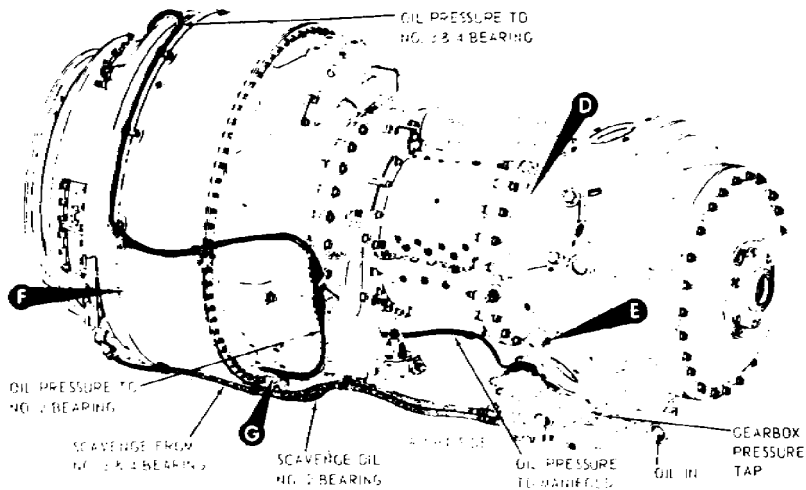 OIL PRESSURE TO
NO. 3 & 4 BEARING
D
F
E
OIL PRESSURE TO
NO. 2 BEARING
G
SCAVENGE FROM
NO. 3 & 4 BEARING
SCAVENGE OIL
NO. 2 BEARING
OIL PRESSURE
TO MANIFOLD
OIL IN
GEARBOX
PRESSURE
TAP